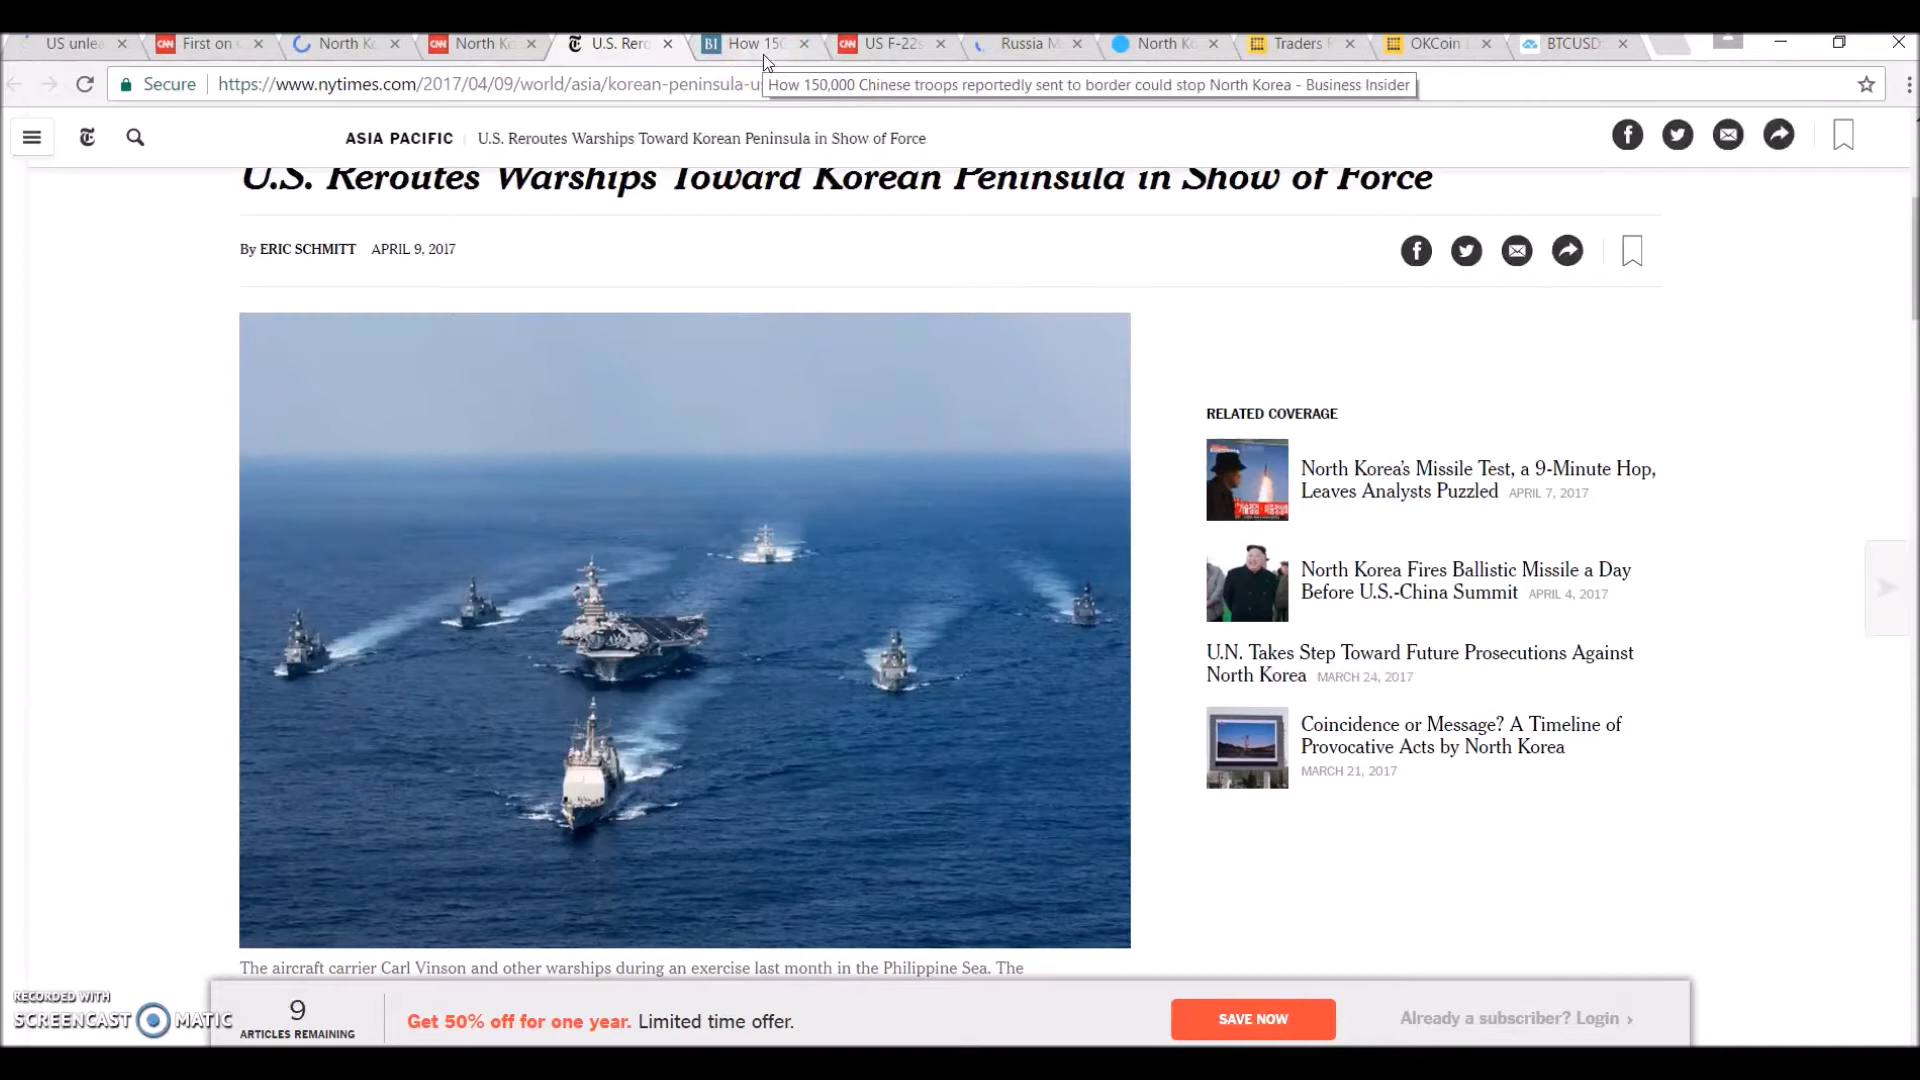 US unlea
First on
North Ko
North Ko
U.S. Rero
BI How 150
US F-22s
Russia M
North Ko
Traders R
OKCoin
BTCUSD
Secure https://www.nytimes.com/2017/04/09/world/asia/korean-peninsula-u
How 150,000 Chinese troops reportedly sent to border could stop North Korea - Business Insider
ASIA PACIFIC U.S. Reroutes Warships Toward Korean Peninsula in Show of Force
U.S. Reroutes Warships Toward Korean Peninsula in Show of Force
By ERIC SCHMITT APRIL 9, 2017
RELATED COVERAGE
North Korea's Missile Test, a 9-Minute Hop,
Leaves Analysts Puzzled APRIL 7, 2017
North Korea Fires Ballistic Missile a Day
Before U.S.-China Summit APRIL 4, 2017
U.N. Takes Step Toward Future Prosecutions Against
North Korea MARCH 24, 2017
Coincidence or Message? A Timeline of
Provocative Acts by North Korea
MARCH 21, 2017
The aircraft carrier Carl Vinson and other warships during an exercise last month in the Philippine Sea. The
RECORDED WITH
SCREENCAST MATIC
9
ARTICLES REMAINING
Get 50% off for one year. Limited time offer.
SAVE NOW
Already a subscriber? Login ›